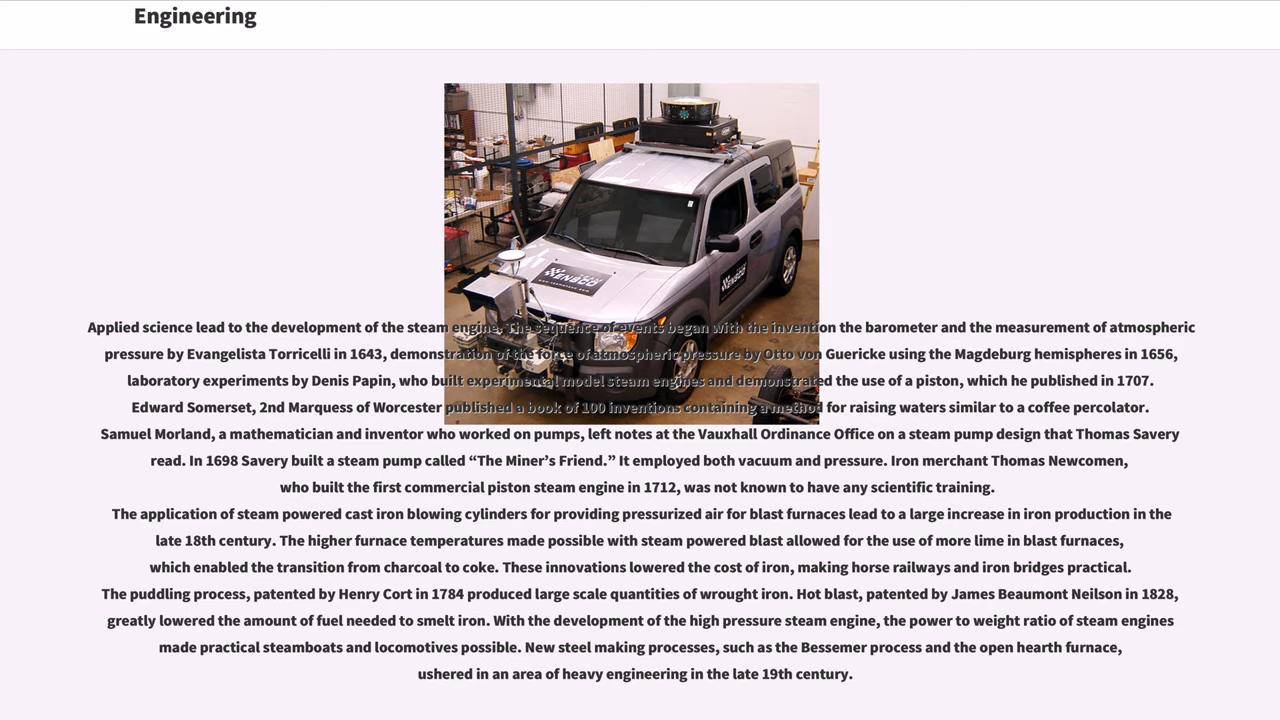 Engineering
TEAM
ENSCO
ENSCO
Applied science lead to the development of the steam engine. The sequence of events began with the invention the barometer and the measurement of atmospheric
pressure by Evangelista Torricelli in 1643, demonstration of the force of atmospheric pressure by Otto von Guericke using the Magdeburg hemispheres in 1656,
laboratory experiments by Denis Papin, who built experimental model steam engines and demonstrated the use of a piston, which he published in 1707.
Edward Somerset, 2nd Marquess of Worcester published a book of 100 inventions containing a method for raising waters similar to a coffee percolator.
Samuel Morland, a mathematician and inventor who worked on pumps, left notes at the Vauxhall Ordinance Office on a steam pump design that Thomas Savery
read. In 1698 Savery built a steam pump called “The Miner’s Friend.” It employed both vacuum and pressure. Iron merchant Thomas Newcomen,
who built the first commercial piston steam engine in 1712, was not known to have any scientific training.
The application of steam powered cast iron blowing cylinders for providing pressurized air for blast furnaces lead to a large increase in iron production in the
late 18th century. The higher furnace temperatures made possible with steam powered blast allowed for the use of more lime in blast furnaces,
which enabled the transition from charcoal to coke. These innovations lowered the cost of iron, making horse railways and iron bridges practical.
The puddling process, patented by Henry Cort in 1784 produced large scale quantities of wrought iron. Hot blast, patented by James Beaumont Neilson in 1828,
greatly lowered the amount of fuel needed to smelt iron. With the development of the high pressure steam engine, the power to weight ratio of steam engines
made practical steamboats and locomotives possible. New steel making processes, such as the Bessemer process and the open hearth furnace,
ushered in an area of heavy engineering in the late 19th century.